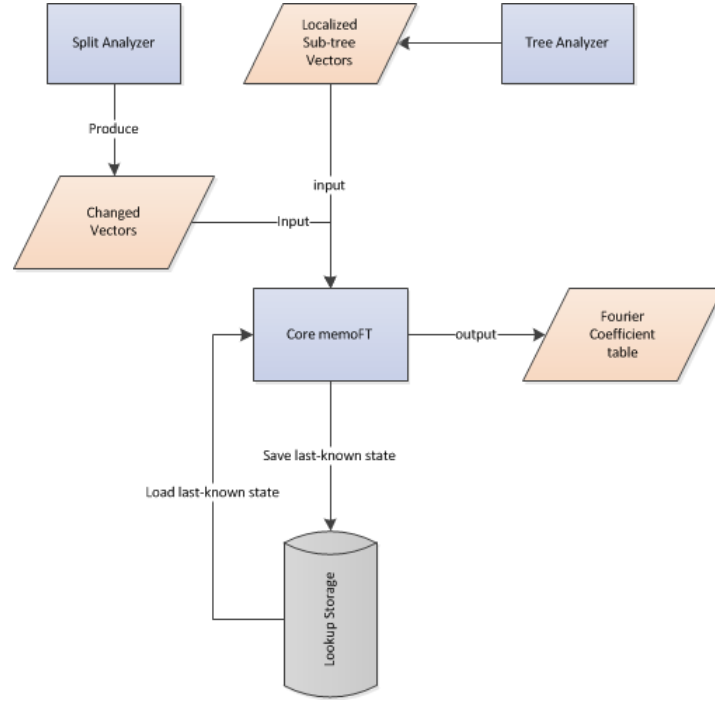 Split Analyzer
Localized
Sub-tree
Vectors
Tree Analyzer
Produce
input
Changed
Vectors
Input
Core memoFT
output
Fourier
Coefficient
table
Save last-known state
Load last-known state
Lookup Storage